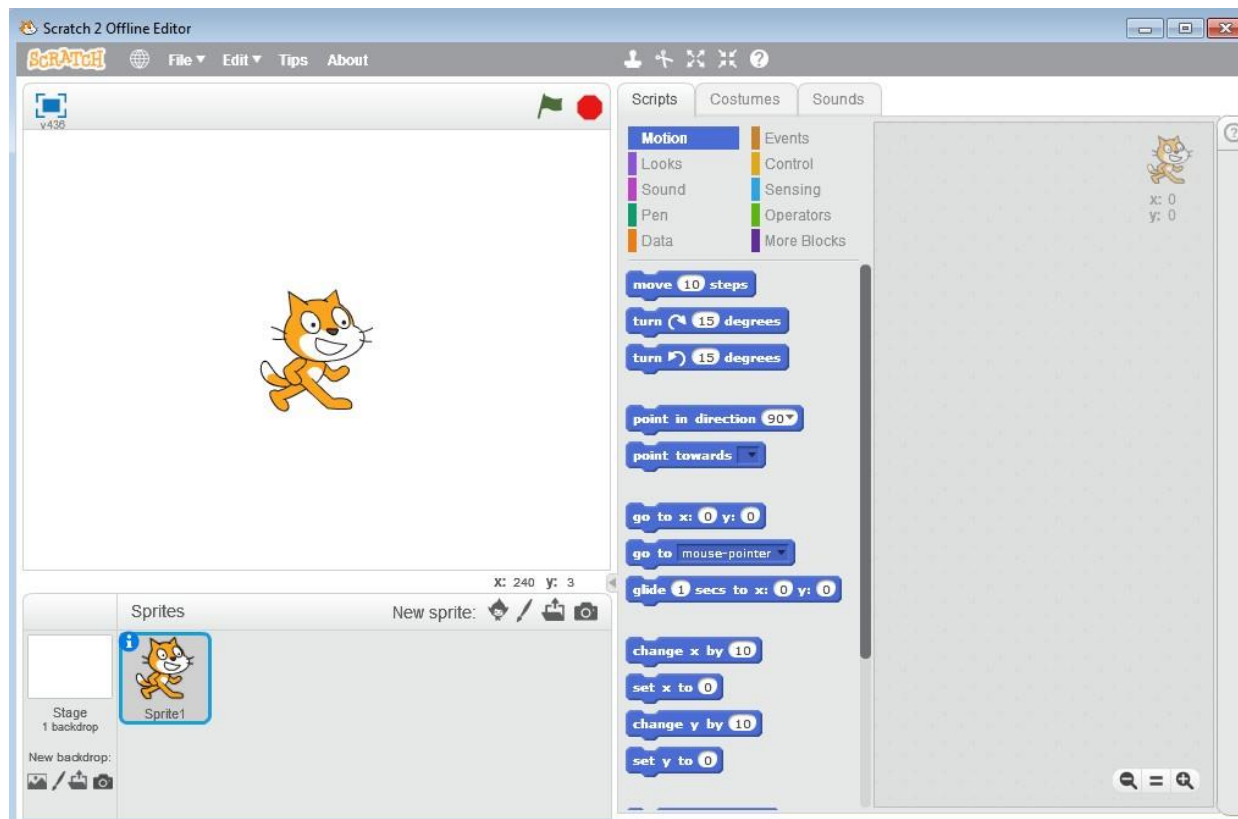 Scratch 2 Offline Editor
SCRATCH File Edit Tips About
v436
Scripts Costumes Sounds
Motion Events
Looks Control
Sound Sensing
Pen Operators
Data More Blocks
x: 0
y: 0
move 10 steps
turn 15 degrees
turn 15 degrees
point in direction 90
point towards
go to x: 0 y: 0
go to mouse-pointer
glide 1 secs to x: 0 y: 0
change x by 10
set x to 0
change y by 10
set y to 0
X: 240 y: 3
Sprites New sprite:
Stage
1 backdrop
Sprite1
New backdrop: